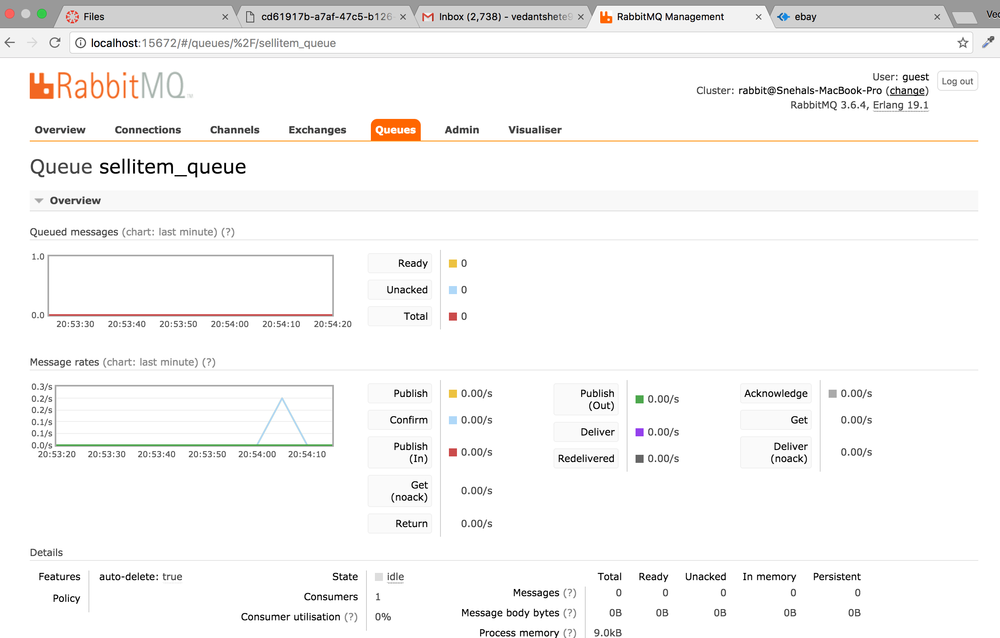 Files
cd61917b-a7af-47c5-b126-
Inbox (2,738) - vedantshete9
RabbitMQ Management
ebay
localhost:15672/#/queues/%2F/sellitem_queue
RabbitMQ™
User: guest
Log out
Cluster: rabbit@Snehals-MacBook-Pro (change)
RabbitMQ 3.6.4, Erlang 19.1
Overview Connections Channels Exchanges Queues Admin Visualiser
Queue sellitem_queue
Overview
Queued messages (chart: last minute) (?)
1.0
0.0
20:53:30 20:53:40 20:53:50 20:54:00 20:54:10 20:54:20
Ready 0
Unacked 0
Total 0
Message rates (chart: last minute) (?)
0.3/s
0.2/s
0.2/s
0.1/s
0.1/s
0.0/s
20:53:20 20:53:30 20:53:40 20:53:50 20:54:00 20:54:10
Publish 0.00/s
Confirm 0.00/s
Publish
(In) 0.00/s
Get
(noack) 0.00/s
Return 0.00/s
Publish
(Out) 0.00/s
Deliver 0.00/s
Redelivered 0.00/s
Acknowledge 0.00/s
Get 0.00/s
Deliver
(noack) 0.00/s
Details
Features auto-delete: true
Policy
State idle
Consumers 1
Consumer utilisation (?) 0%
Total Ready Unacked In memory Persistent
Messages (?) 0 0 0 0 0
Message body bytes (?) 0B 0B 0B 0B 0B
Process memory (?) 9.0kB